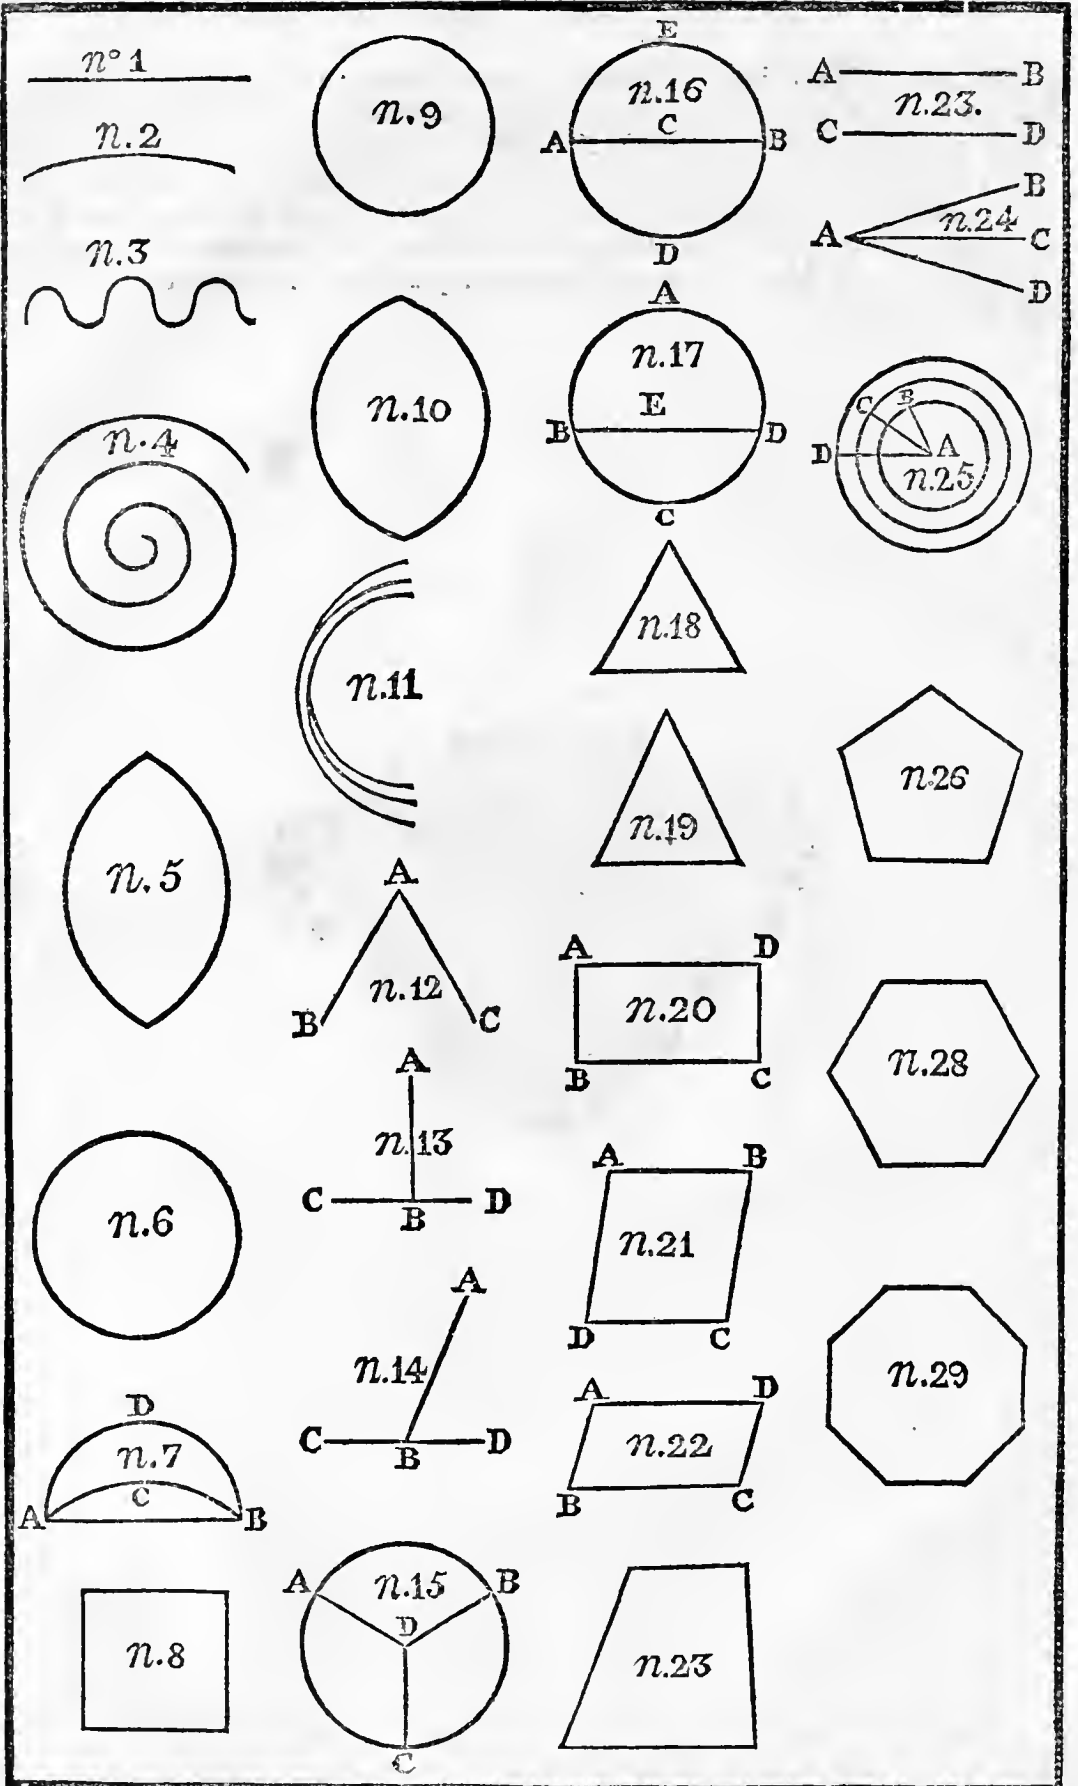 n° 1
n. 2
n. 3
n. 4
n. 5
n. 6
D
n. 7
C
A B
n. 8
n. 9
n. 10
n. 11
A
n. 12
B C
A
n. 13
C B D
A
n. 14
C B D
A n. 15 B
D
C
E
n. 16
C
A B
D
A
n. 17
E
B D
C
n. 18
n. 19
A D
n. 20
B C
A B
n. 21
D C
A D
n. 22
B C
n. 23
A B
n. 23.
C D
B
n. 24
A C
D
C B
D A
n. 25
n. 26
n. 28
n. 29